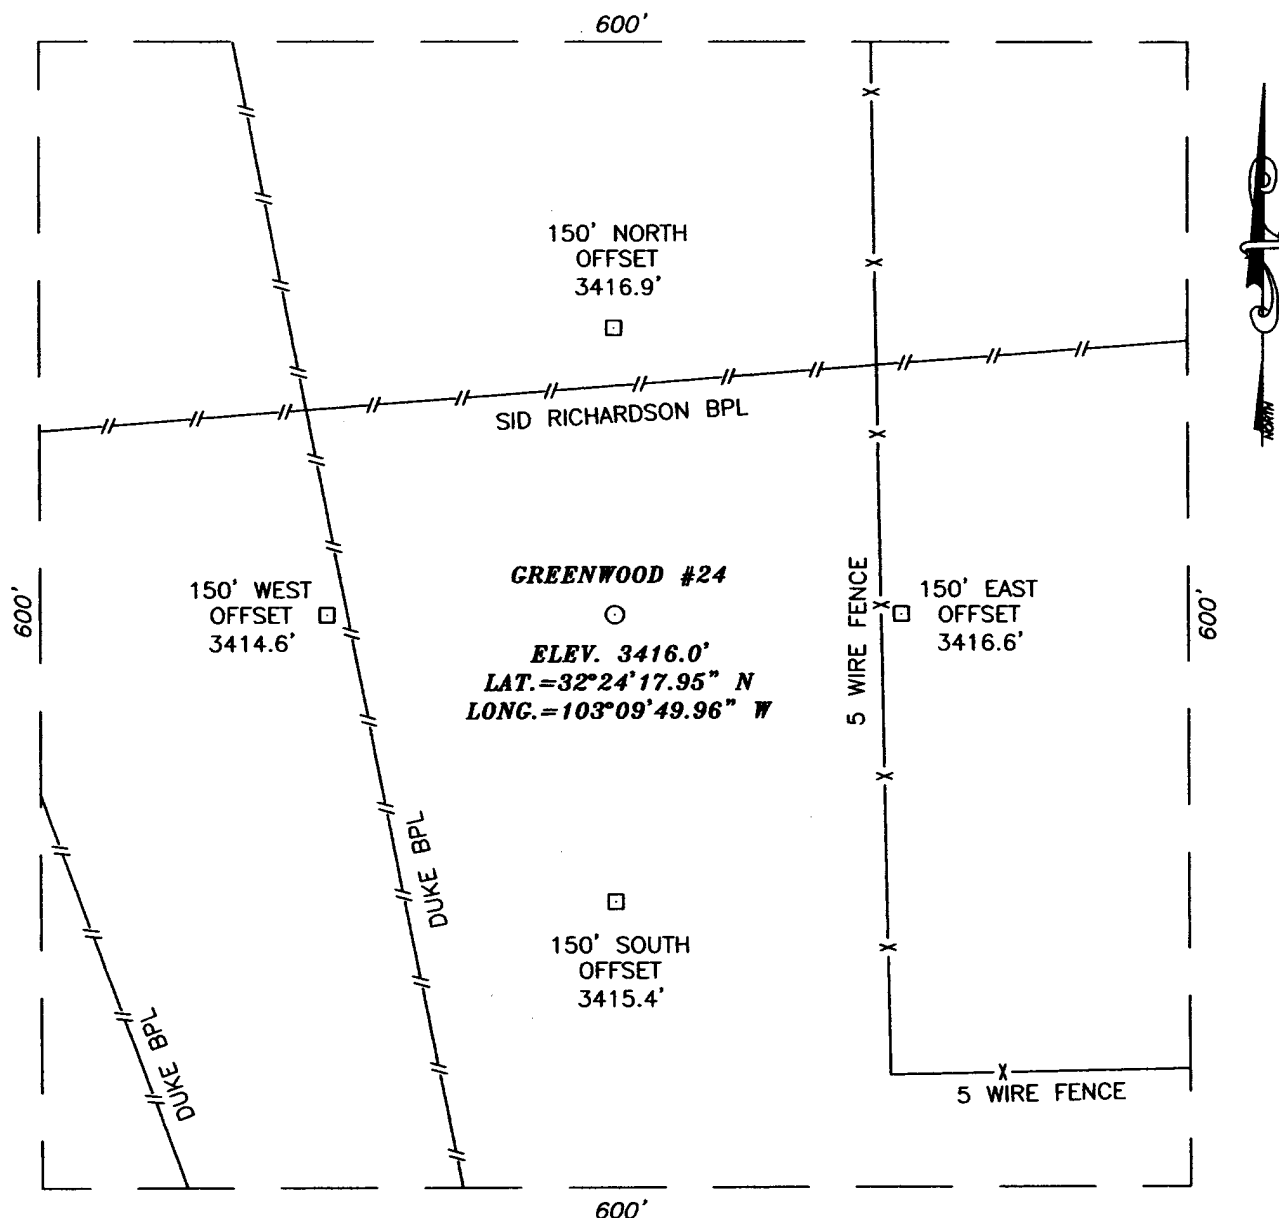 600'
150' NORTH
OFFSET
3416.9'
NORTH
SID RICHARDSON BPL
600'
150' WEST
OFFSET
3414.6'
GREENWOOD #24
ELEV. 3416.0'
LAT.=32°24'17.95" N
LONG.=103°09'49.96" W
5 WIRE FENCE
150' EAST
OFFSET
3416.6'
600'
DUKE BPL
150' SOUTH
OFFSET
3415.4'
DUKE BPL
5 WIRE FENCE
600'